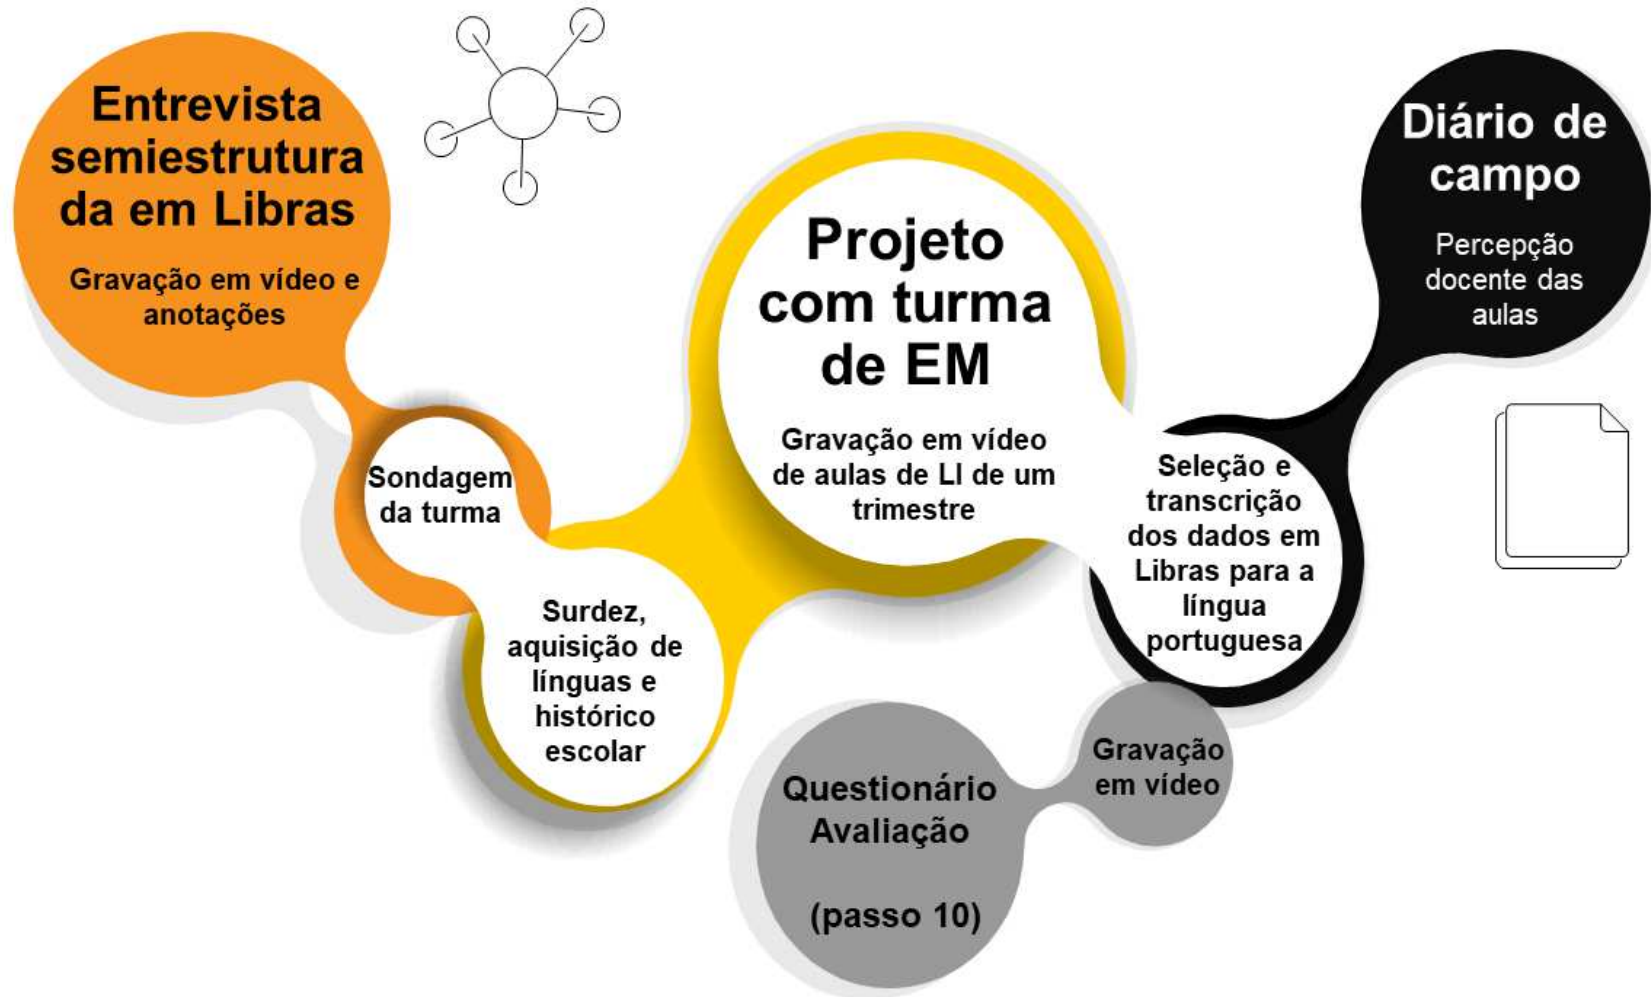 Entrevista
semiestrutura
da em Libras
Gravação em vídeo e
anotações
Sondagem
da turma
Surdez,
aquisição de
línguas e
histórico
escolar
Projeto
com turma
de EM
Gravação em vídeo
de aulas de LI de um
trimestre
Diário de
campo
Percepção
docente das
aulas
Seleção e
transcrição
dos dados em
Libras para a
língua
portuguesa
Gravação
em vídeo
Questionário
Avaliação
(passo 10)